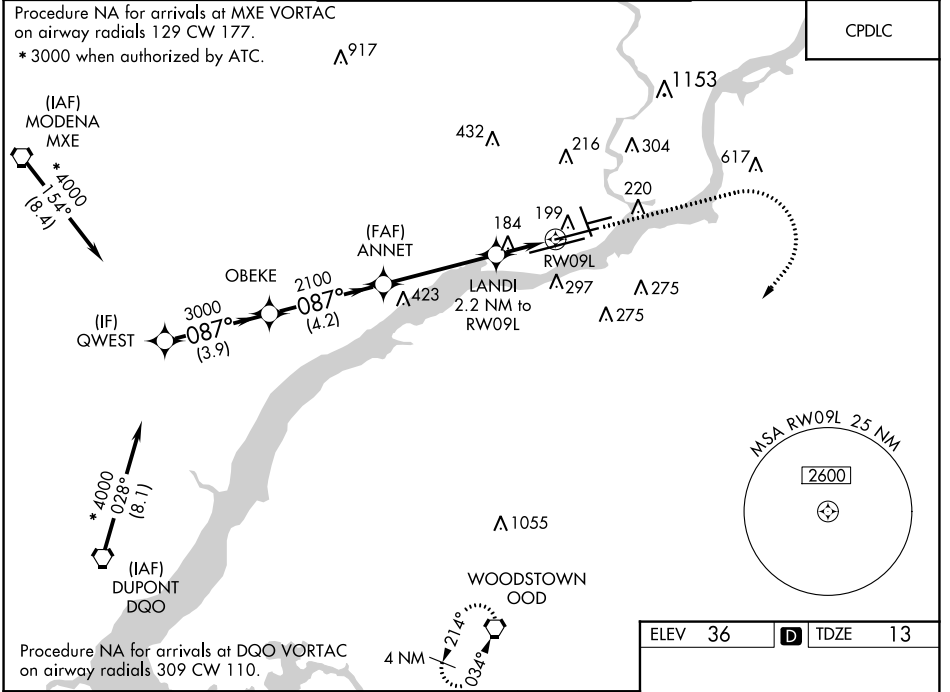 Procedure NA for arrivals at MXE VORTAC
on airway radials 129 CW 177.
* 3000 when authorized by ATC.
CPDLC
917
1153
(IAF)
MODENA
MXE
* 4000
154°
(8.4)
432
216
304
617
220
199
184
RW09L
(FAF)
ANNET
LANDI
2.2 NM to
RW09L
297
275
275
OBEKE
2100
087°
(4.2)
423
3000
087°
(3.9)
(IF)
QWEST
* 4000
028°
(8.1)
(IAF)
DUPONT
DQO
MSA RW09L 25 NM
2600
1055
WOODSTOWN
OOD
214°
034°
4 NM
Procedure NA for arrivals at DQO VORTAC
on airway radials 309 CW 110.
ELEV 36 D TDZE 13